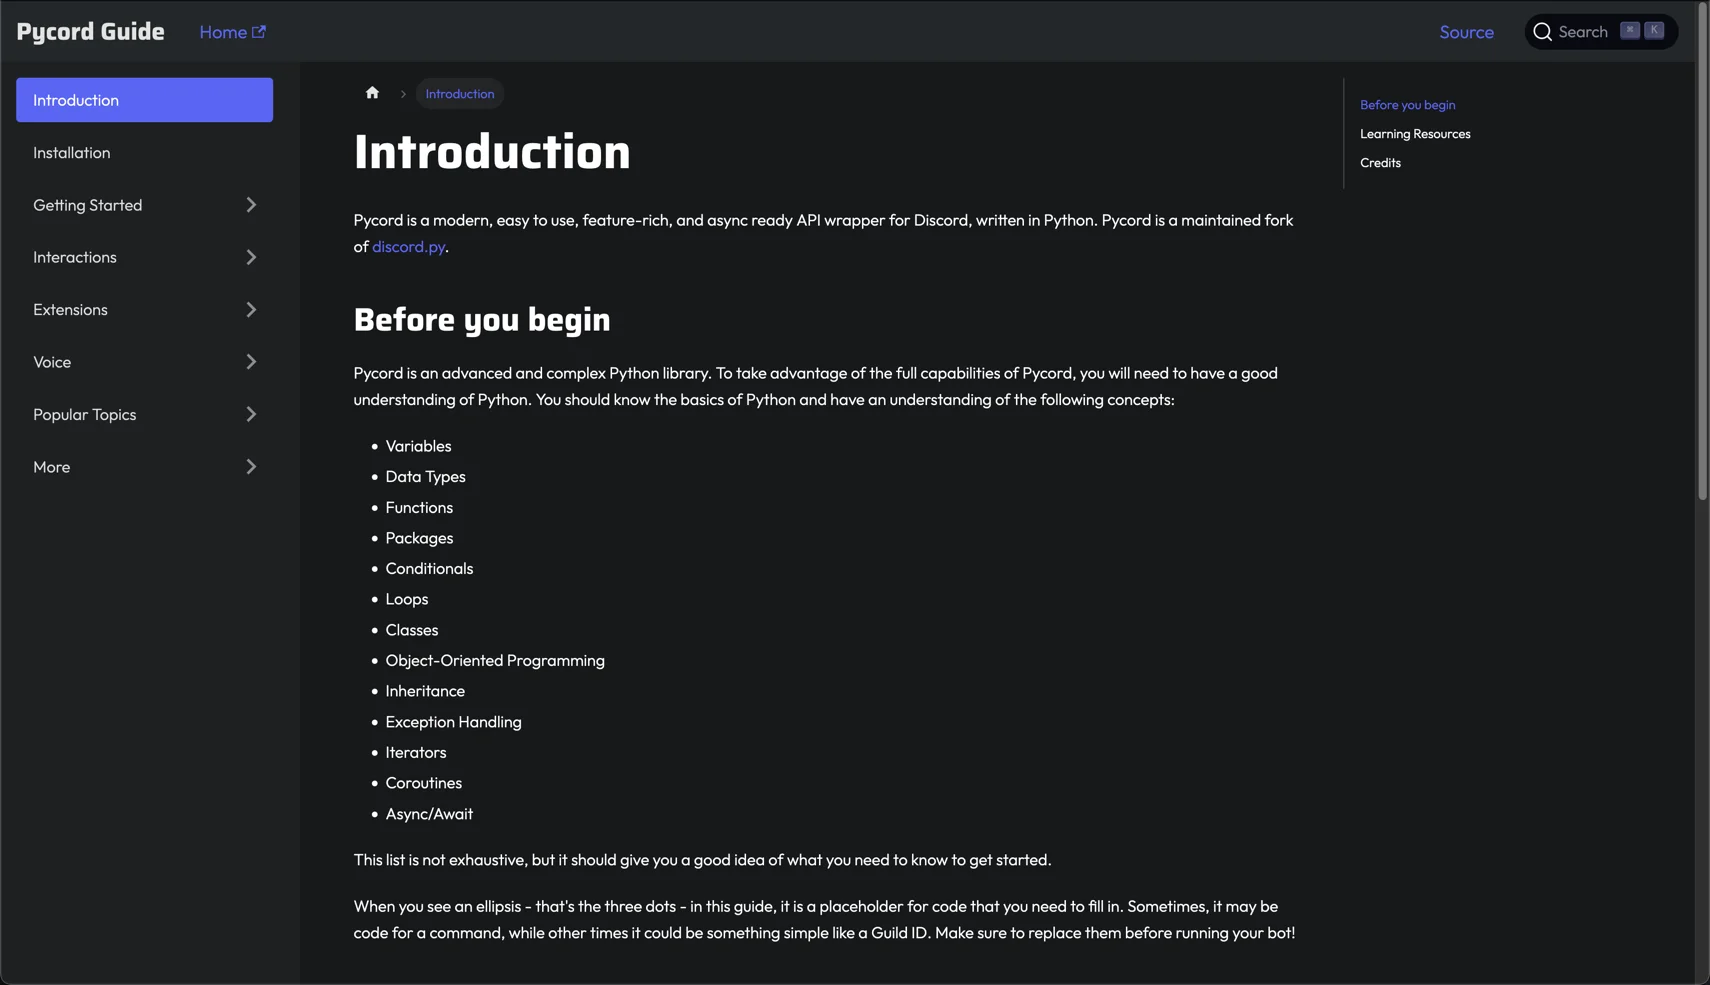 Pycord Guide
Home
Source
Search
⌘ K
Introduction
Installation
Getting Started
Interactions
Extensions
Voice
Popular Topics
More
Introduction
Introduction
Pycord is a modern, easy to use, feature-rich, and async ready API wrapper for Discord, written in Python. Pycord is a maintained fork
of discord.py.
Before you begin
Pycord is an advanced and complex Python library. To take advantage of the full capabilities of Pycord, you will need to have a good
understanding of Python. You should know the basics of Python and have an understanding of the following concepts:
• Variables
• Data Types
• Functions
• Packages
• Conditionals
• Loops
• Classes
• Object-Oriented Programming
• Inheritance
• Exception Handling
• Iterators
• Coroutines
• Async/Await
This list is not exhaustive, but it should give you a good idea of what you need to know to get started.
When you see an ellipsis - that's the three dots - in this guide, it is a placeholder for code that you need to fill in. Sometimes, it may be
code for a command, while other times it could be something simple like a Guild ID. Make sure to replace them before running your bot!
Before you begin
Learning Resources
Credits